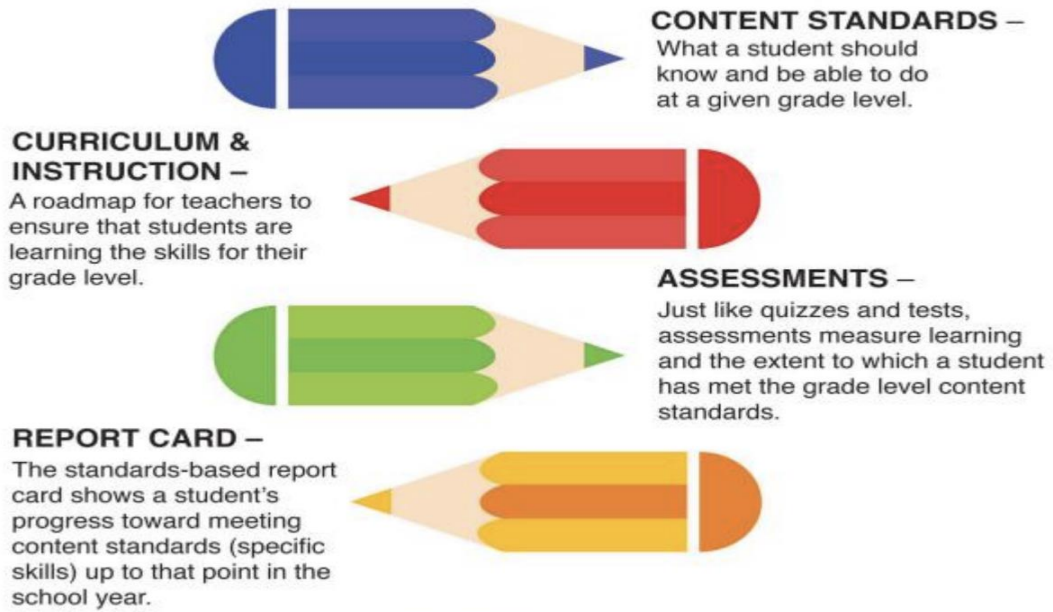 CONTENT STANDARDS –
What a student should
know and be able to do
at a given grade level.
CURRICULUM &
INSTRUCTION –
A roadmap for teachers to
ensure that students are
learning the skills for their
grade level.
ASSESSMENTS –
Just like quizzes and tests,
assessments measure learning
and the extent to which a student
has met the grade level content
standards.
REPORT CARD –
The standards-based report
card shows a student's
progress toward meeting
content standards (specific
skills) up to that point in the
school year.